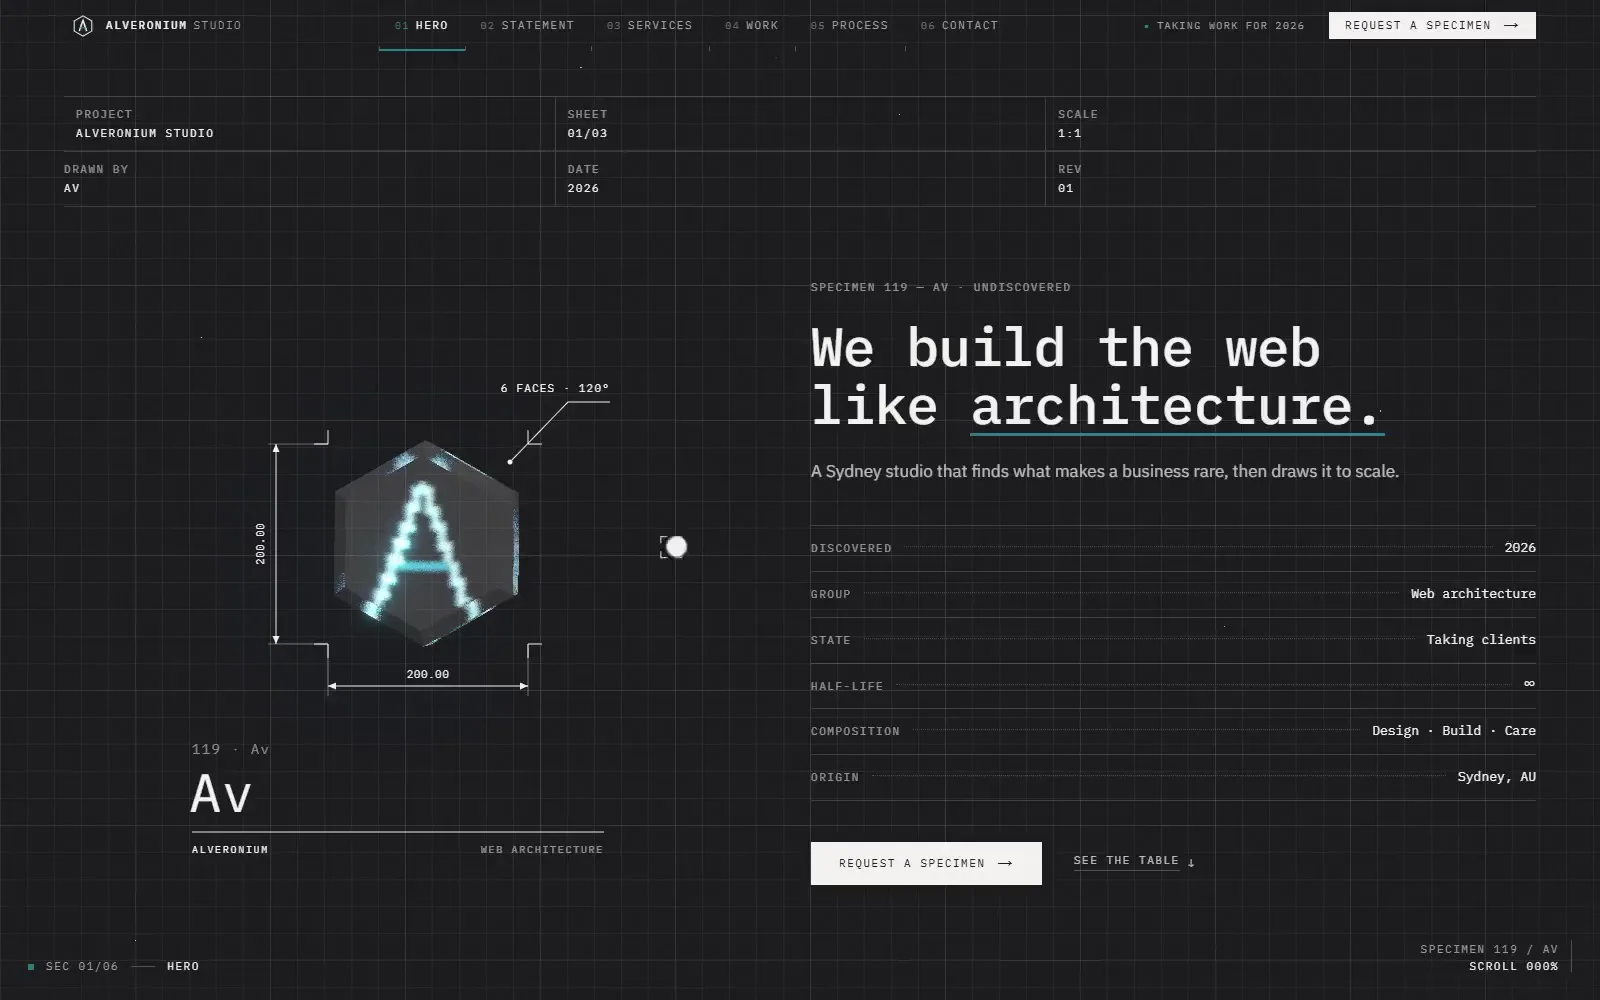 ALVERONIUM STUDIO
01 HERO
02 STATEMENT
03 SERVICES
04 WORK
05 PROCESS
06 CONTACT
TAKING WORK FOR 2026
REQUEST A SPECIMEN →
PROJECT
ALVERONIUM STUDIO
SHEET
01/03
SCALE
1:1
DRAWN BY
AV
DATE
2026
REV
01
6 FACES · 120°
A
200.00
200.00
119 · Av
Av
ALVERONIUM
WEB ARCHITECTURE
SPECIMEN 119 — AV · UNDISCOVERED
We build the web
like architecture.
A Sydney studio that finds what makes a business rare, then draws it to scale.
DISCOVERED 2026
GROUP Web architecture
STATE Taking clients
HALF-LIFE ∞
COMPOSITION Design · Build · Care
ORIGIN Sydney, AU
REQUEST A SPECIMEN →
SEE THE TABLE ↓
SEC 01/06 — HERO
SPECIMEN 119 / AV
SCROLL 000%